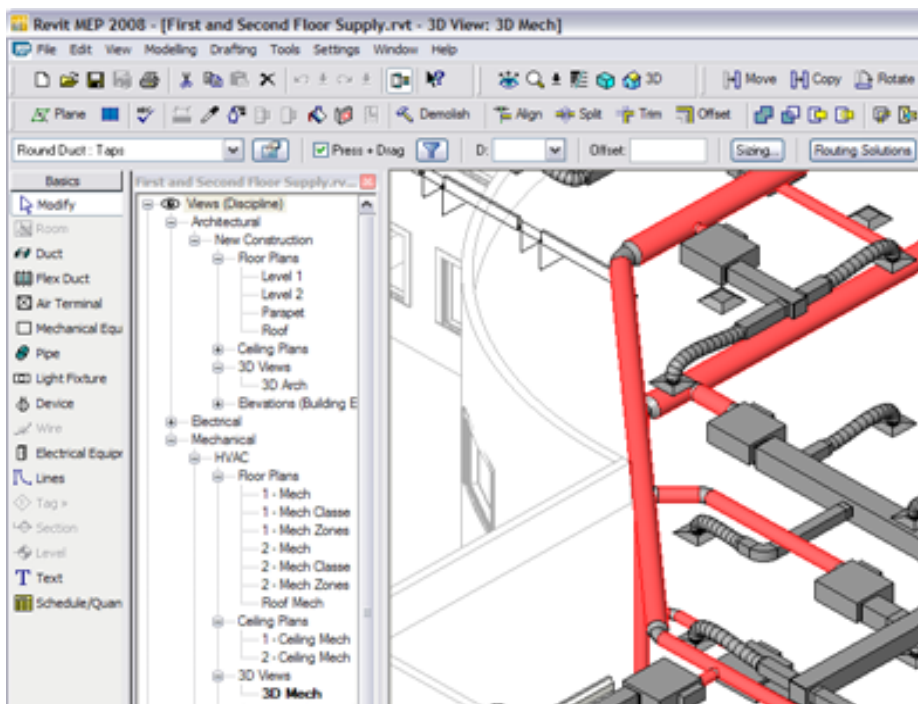 Revit MEP 2008 - [First and Second Floor Supply.rvt - 3D View: 3D Mech]
File Edit View Modelling Drafting Tools Settings Window Help
3D Move Copy Rotate
Plane Demolish Align Split Trim Offset
Round Duct : Taps Press + Drag D: Offset: Sizing... Routing Solutions
Basics
Modify
Room
Duct
Flex Duct
Air Terminal
Mechanical Equ
Pipe
Light Fixture
Device
Wire
Electrical Equipr
Lines
Tag »
Section
Level
Text
Schedule/Quan
First and Second Floor Supply.rv...
Views (Discipline)
Architectural
New Construction
Floor Plans
Level 1
Level 2
Parapet
Roof
Ceiling Plans
3D Views
3D Arch
Elevations (Building E
Electrical
Mechanical
HVAC
Floor Plans
1 - Mech
1 - Mech Classe
1 - Mech Zones
2 - Mech
2 - Mech Classe
2 - Mech Zones
Roof Mech
Ceiling Plans
1 - Ceiling Mech
2 - Ceiling Mech
3D Views
3D Mech